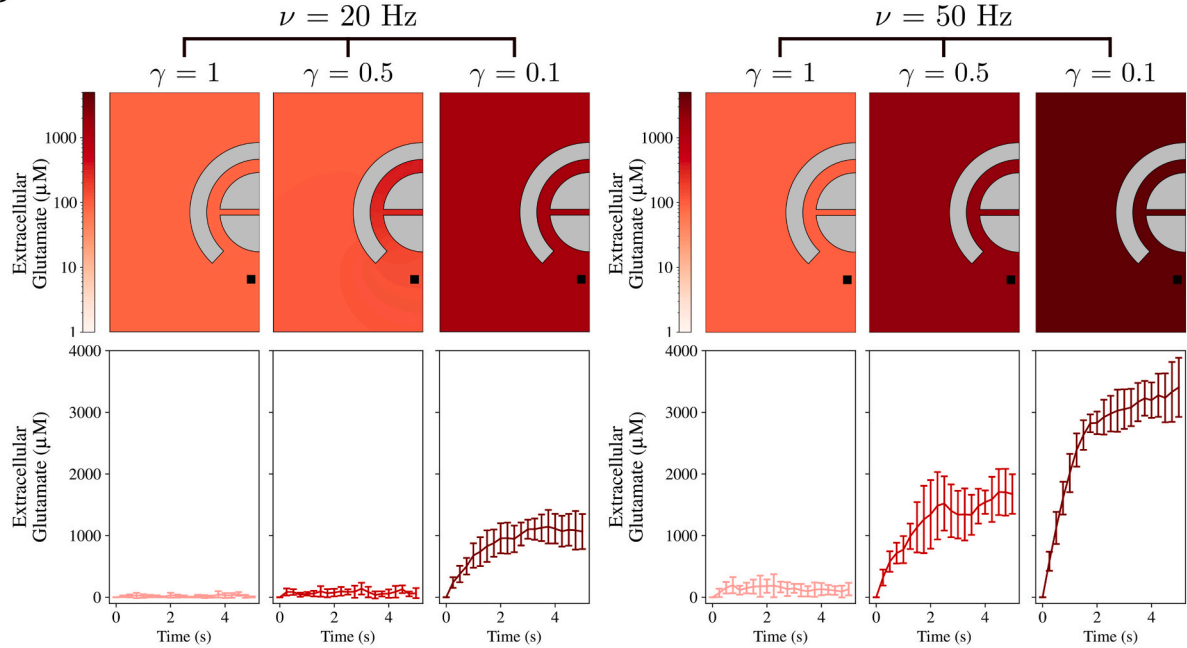 ν = 20 Hz
ν = 50 Hz
γ = 1
γ = 0.5
γ = 0.1
γ = 1
γ = 0.5
γ = 0.1
Extracellular
Glutamate (µM)
1000
100
10
1
Extracellular
Glutamate (µM)
1000
100
10
1
Extracellular
Glutamate (µM)
4000
3000
2000
1000
0
0 2 4
Time (s)
0 2 4
Time (s)
0 2 4
Time (s)
Extracellular
Glutamate (µM)
4000
3000
2000
1000
0
0 2 4
Time (s)
0 2 4
Time (s)
0 2 4
Time (s)